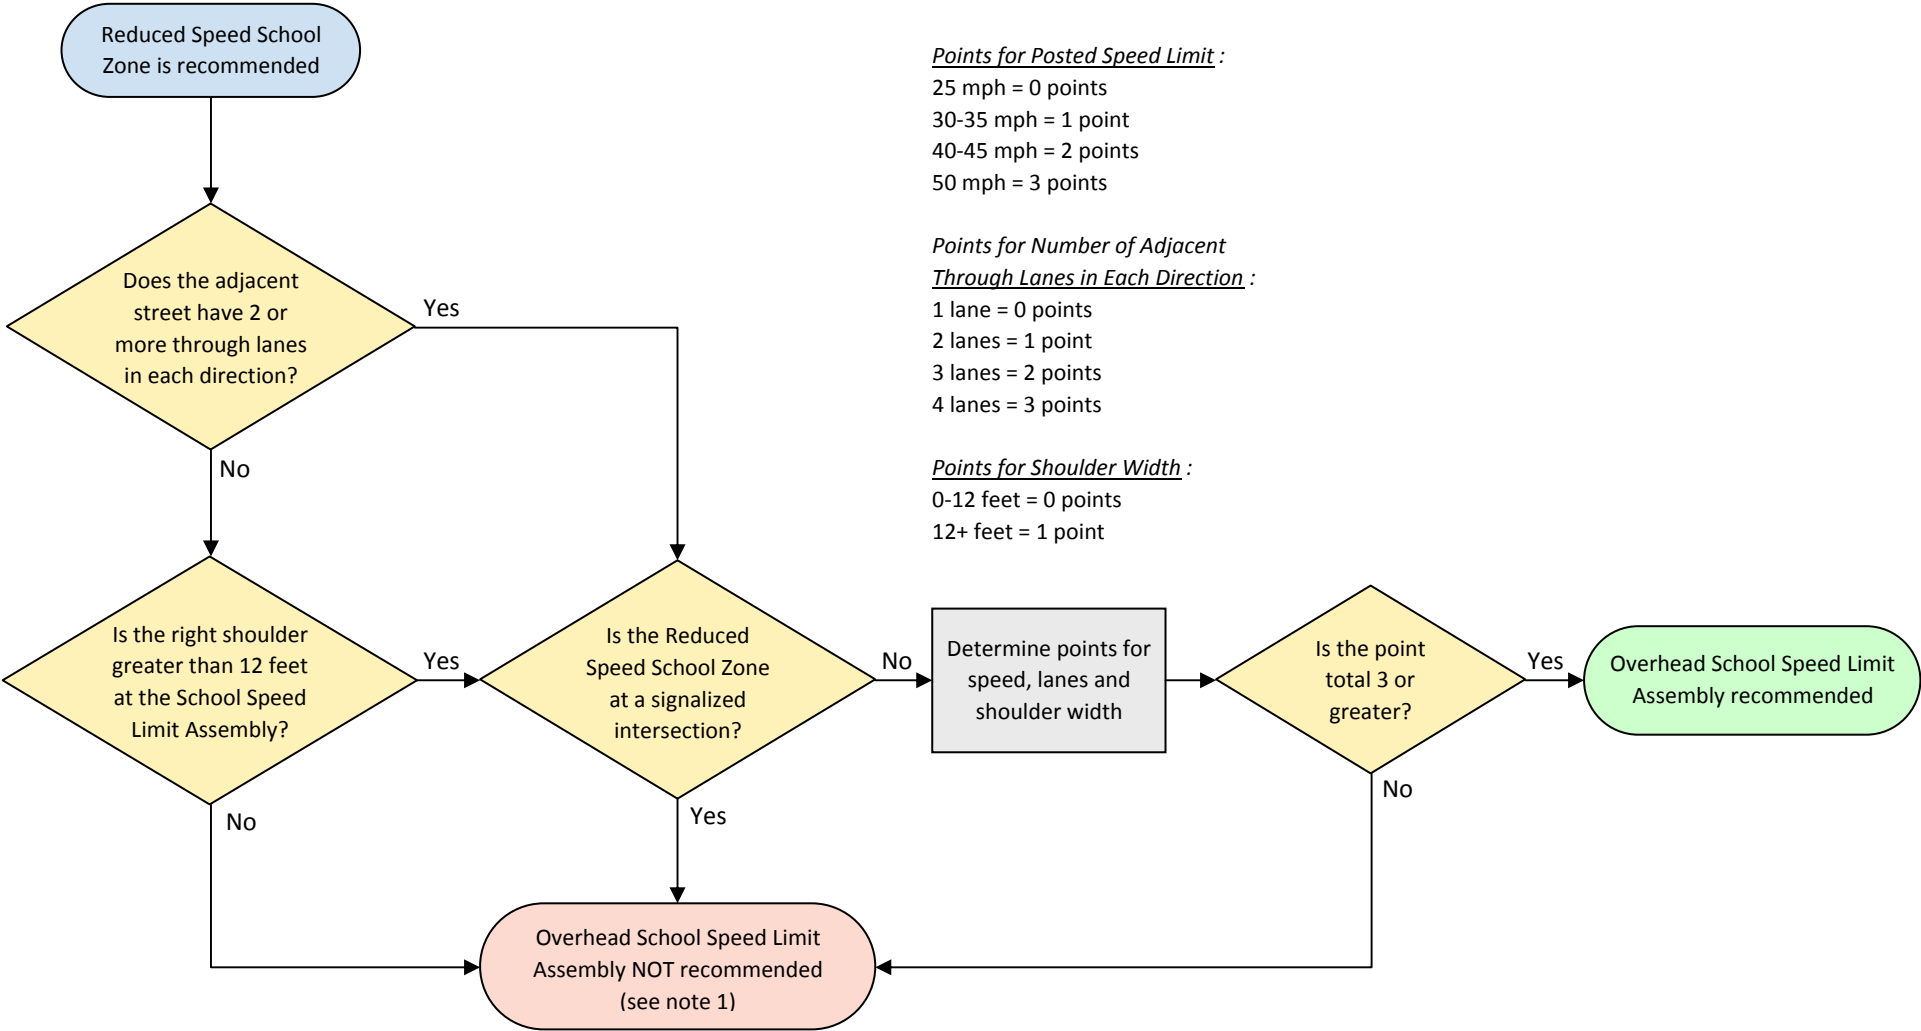 Reduced Speed School
Zone is recommended
Points for Posted Speed Limit :
25 mph = 0 points
30-35 mph = 1 point
40-45 mph = 2 points
50 mph = 3 points
Points for Number of Adjacent
Through Lanes in Each Direction :
1 lane = 0 points
2 lanes = 1 point
3 lanes = 2 points
4 lanes = 3 points
Points for Shoulder Width :
0-12 feet = 0 points
12+ feet = 1 point
Does the adjacent
street have 2 or
more through lanes
in each direction?
Yes
No
Is the right shoulder
greater than 12 feet
at the School Speed
Limit Assembly?
Yes
No
Is the Reduced
Speed School Zone
at a signalized
intersection?
No
Yes
Determine points for
speed, lanes and
shoulder width
Is the point
total 3 or
greater?
Yes
No
Overhead School Speed Limit
Assembly recommended
Overhead School Speed Limit
Assembly NOT recommended
(see note 1)